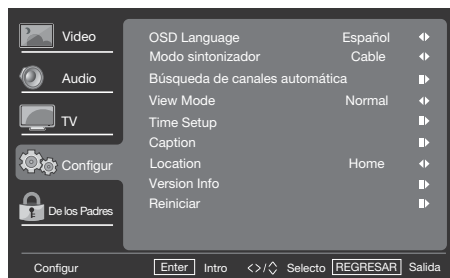 Video
Audio
TV
Configur
De los Padres
OSD Language Español
Modo sintonizador Cable
Búsqueda de canales automática
View Mode Normal
Time Setup
Caption
Location Home
Version Info
Reiniciar
Configur Enter Intro <>/ Selecto REGRESAR Salida